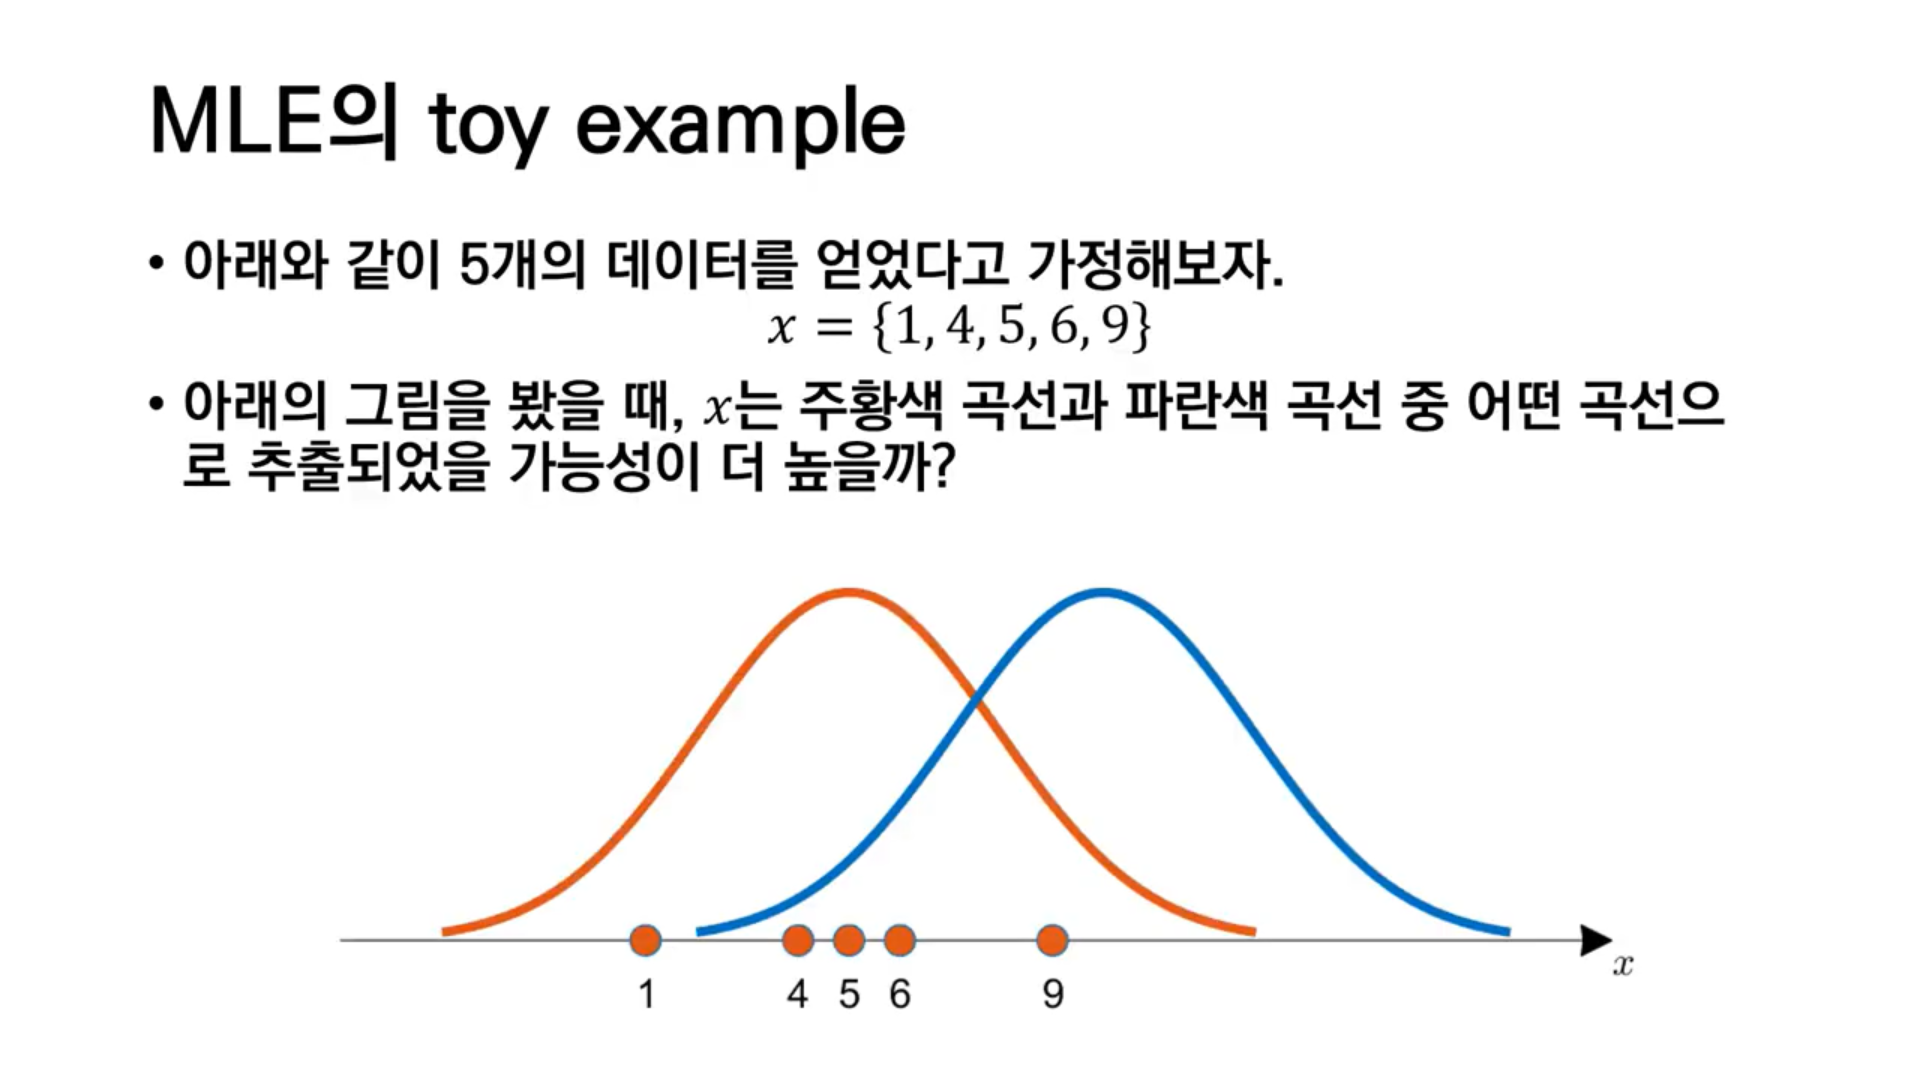 MLE의 toy example
• 아래와 같이 5개의 데이터를 얻었다고 가정해보자.
x = {1, 4, 5, 6, 9}
• 아래의 그림을 봤을 때, x는 주황색 곡선과 파란색 곡선 중 어떤 곡선으
로 추출되었을 가능성이 더 높을까?
x
1 4 5 6 9